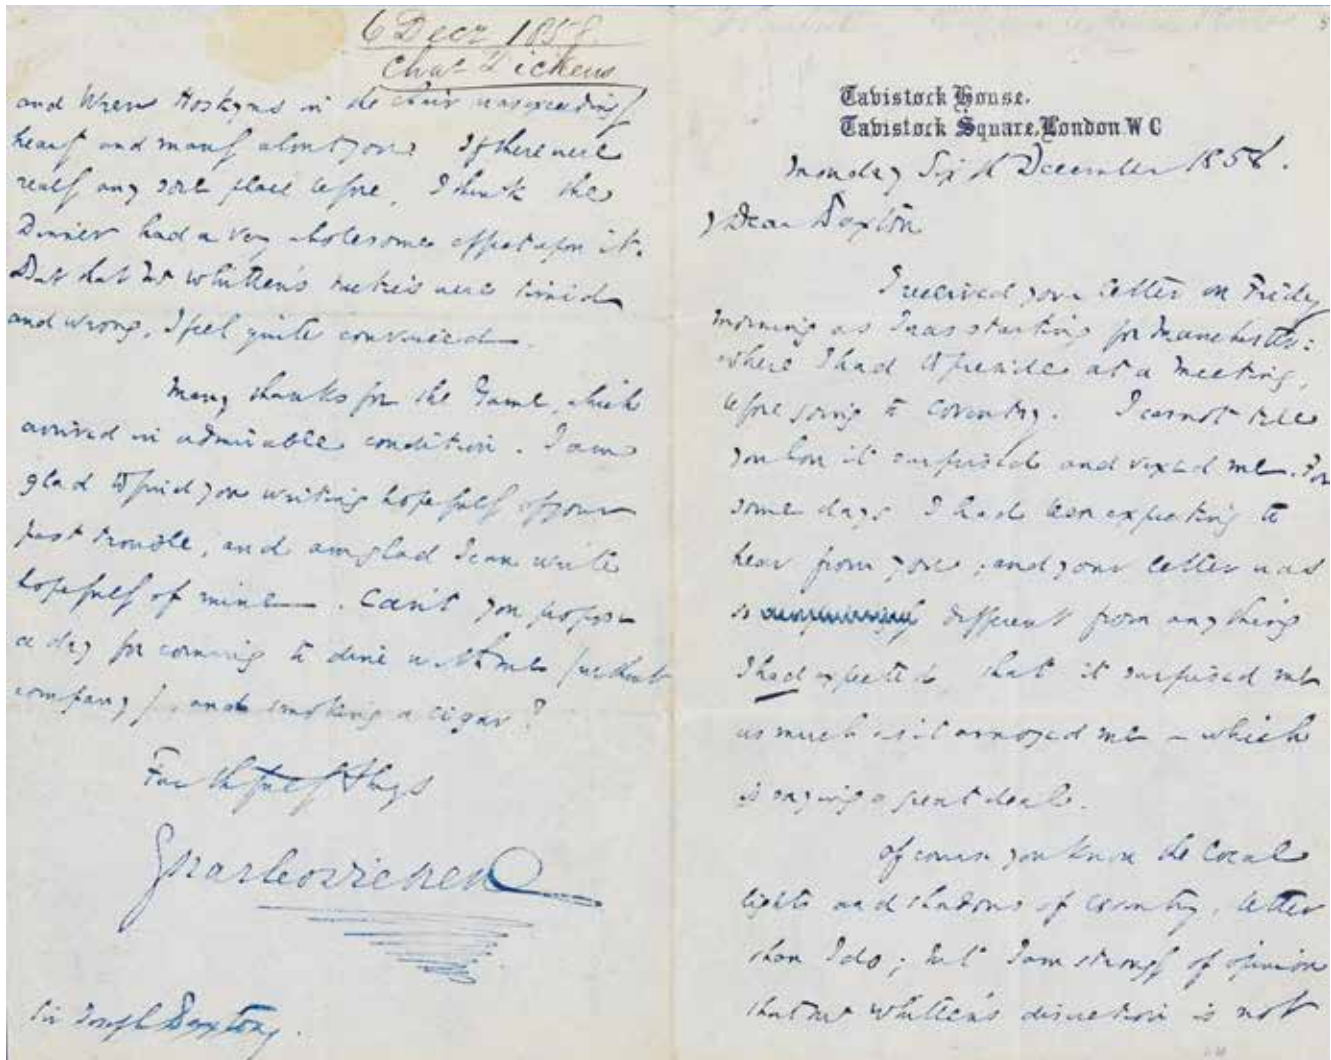 Tavistock House.
Tavistock Square, London W C
Monday Sixth December 1858.
My Dear Paxton
I received your letter on Friday
morning as I was starting for Manchester:
where I had to preside at a meeting,
before going to Coventry. I cannot tell
you how it surprised and vexed me. For
some days I had been expecting to
hear from you; and your letter was
so different from anything
I had expected that it surprised me
as much as it annoyed me – which
is saying a great deal.
Of course you know the local
lights and shadows of Coventry, better
than I do; but I am strongly of opinion
that Mr Whitten's discretion is not
6 Decr 1858
Chas Dickens
and Wren Hoskyns in the chair was exceedingly
hearty and manly about you. If there were
really any sore place before, I think the
Dinner had a very wholesome effect upon it.
But that Mr Whitten's tactics were timid
and wrong, I feel quite convinced.
Many thanks for the Game, which
arrived in admirable condition. I am
glad to find you writing hopefully of your
past trouble, and am glad I can write
hopefully of mine. Can't you propose
a day for coming to dine with me (without
company), and smoking a cigar?
Faithfully Always
Charles Dickens
Sir Joseph Paxton.